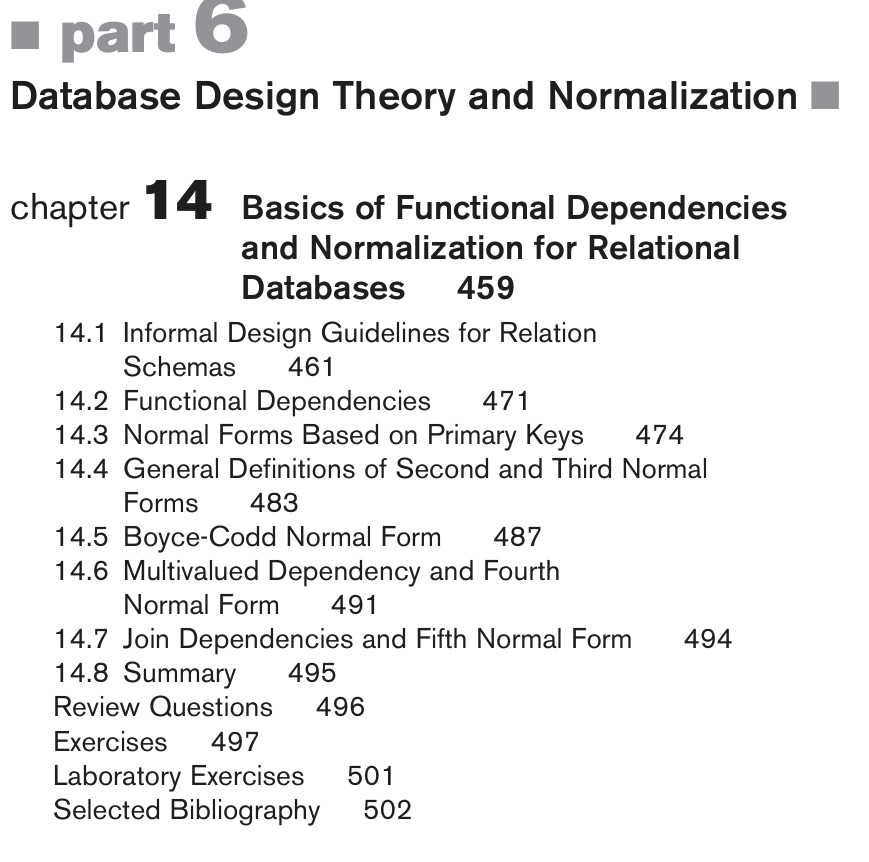 ■ part 6
Database Design Theory and Normalization ■
chapter 14 Basics of Functional Dependencies
and Normalization for Relational
Databases 459
14.1 Informal Design Guidelines for Relation
Schemas 461
14.2 Functional Dependencies 471
14.3 Normal Forms Based on Primary Keys 474
14.4 General Definitions of Second and Third Normal
Forms 483
14.5 Boyce-Codd Normal Form 487
14.6 Multivalued Dependency and Fourth
Normal Form 491
14.7 Join Dependencies and Fifth Normal Form 494
14.8 Summary 495
Review Questions 496
Exercises 497
Laboratory Exercises 501
Selected Bibliography 502